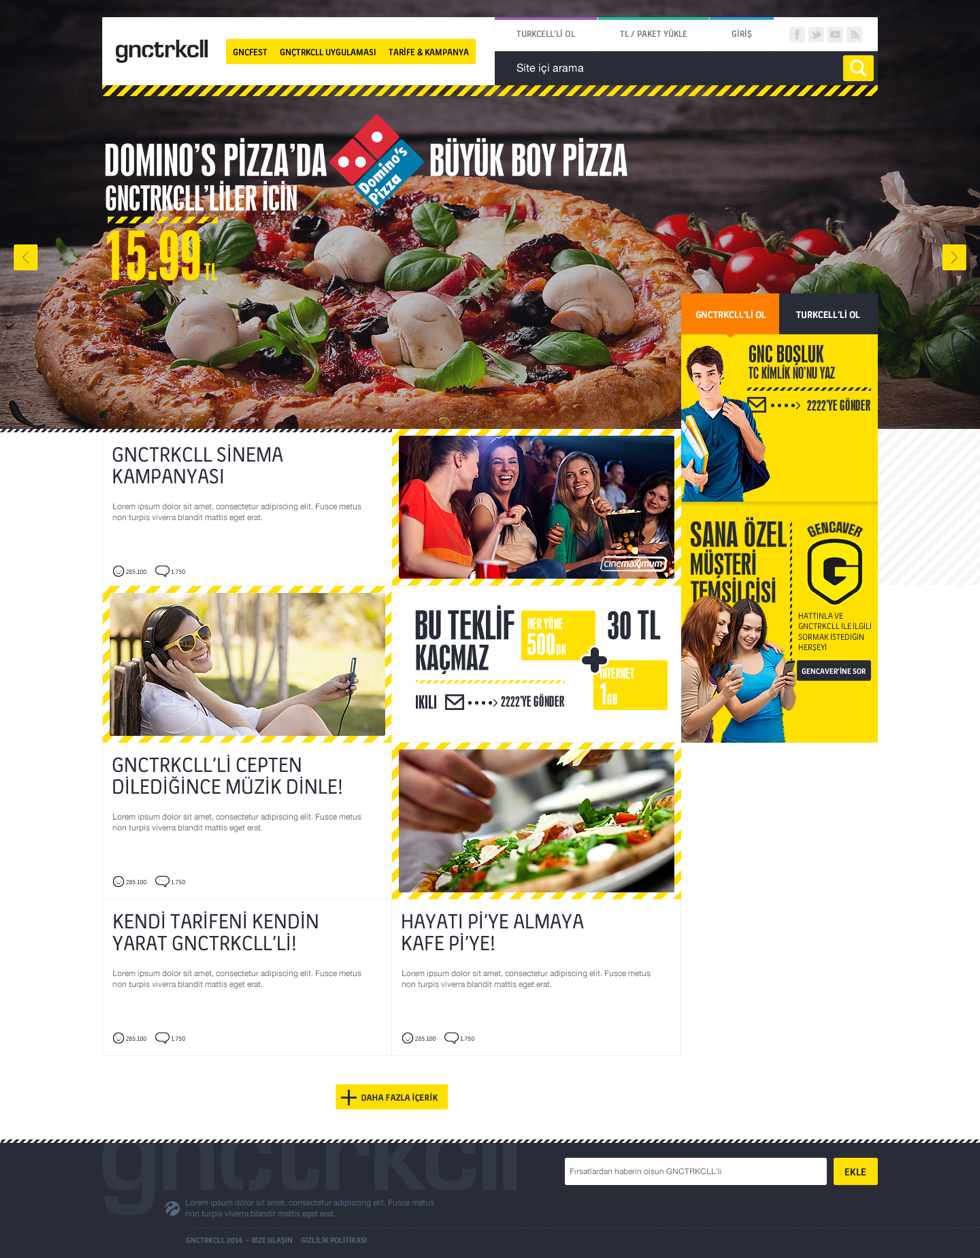 gnctrkcll
GNCFEST GNÇTRKCLL UYGULAMASI TARİFE & KAMPANYA
TURKCELL'Lİ OL TL / PAKET YÜKLE GİRİŞ
Site içi arama
DOMINO'S PİZZA'DA Domino's Pizza BÜYÜK BOY PİZZA
GNCTRKCLL'LİLER İÇİN
15.99 TL
GNCTRKCLL'Lİ OL TURKCELL'Lİ OL
GNC BOŞLUK
TC KİMLİK NO'NU YAZ
2222'YE GÖNDER
GNCTRKCLL SİNEMA
KAMPANYASI
Lorem ipsum dolor sit amet, consectetur adipiscing elit. Fusce metus
non turpis viverra blandit mattis eget erat.
285.100 1.750
cinemaximum
SANA ÖZEL
MÜŞTERİ
TEMSİLCİSİ
GENCAVER
G
HATTINLA VE
GNCTRKCLL İLE İLGİLİ
SORMAK İSTEDİĞİN
HERŞEYİ
GENCAVER'İNE SOR
BU TEKLİF
KAÇMAZ
HER YÖNE
500DK
30 TL
İNTERNET
1GB
IKILI 2222'YE GÖNDER
GNCTRKCLL'Lİ CEPTEN
DİLEDİĞİNCE MÜZİK DİNLE!
Lorem ipsum dolor sit amet, consectetur adipiscing elit. Fusce metus
non turpis viverra blandit mattis eget erat.
285.100 1.750
KENDİ TARİFENİ KENDİN
YARAT GNCTRKCLL'Lİ!
Lorem ipsum dolor sit amet, consectetur adipiscing elit. Fusce metus
non turpis viverra blandit mattis eget erat.
285.100 1.750
HAYATI Pİ'YE ALMAYA
KAFE Pİ'YE!
Lorem ipsum dolor sit amet, consectetur adipiscing elit. Fusce metus
non turpis viverra blandit mattis eget erat.
285.100 1.750
DAHA FAZLA İÇERİK
gnctrkcll
Fırsatlardan haberin olsun GNCTRKCLL'li EKLE
Lorem ipsum dolor sit amet, consectetur adipiscing elit. Fusce metus
non turpis viverra blandit mattis eget erat.
GNCTRKCLL 2014 - BİZE ULAŞIN GİZLİLİK POLİTİKASI